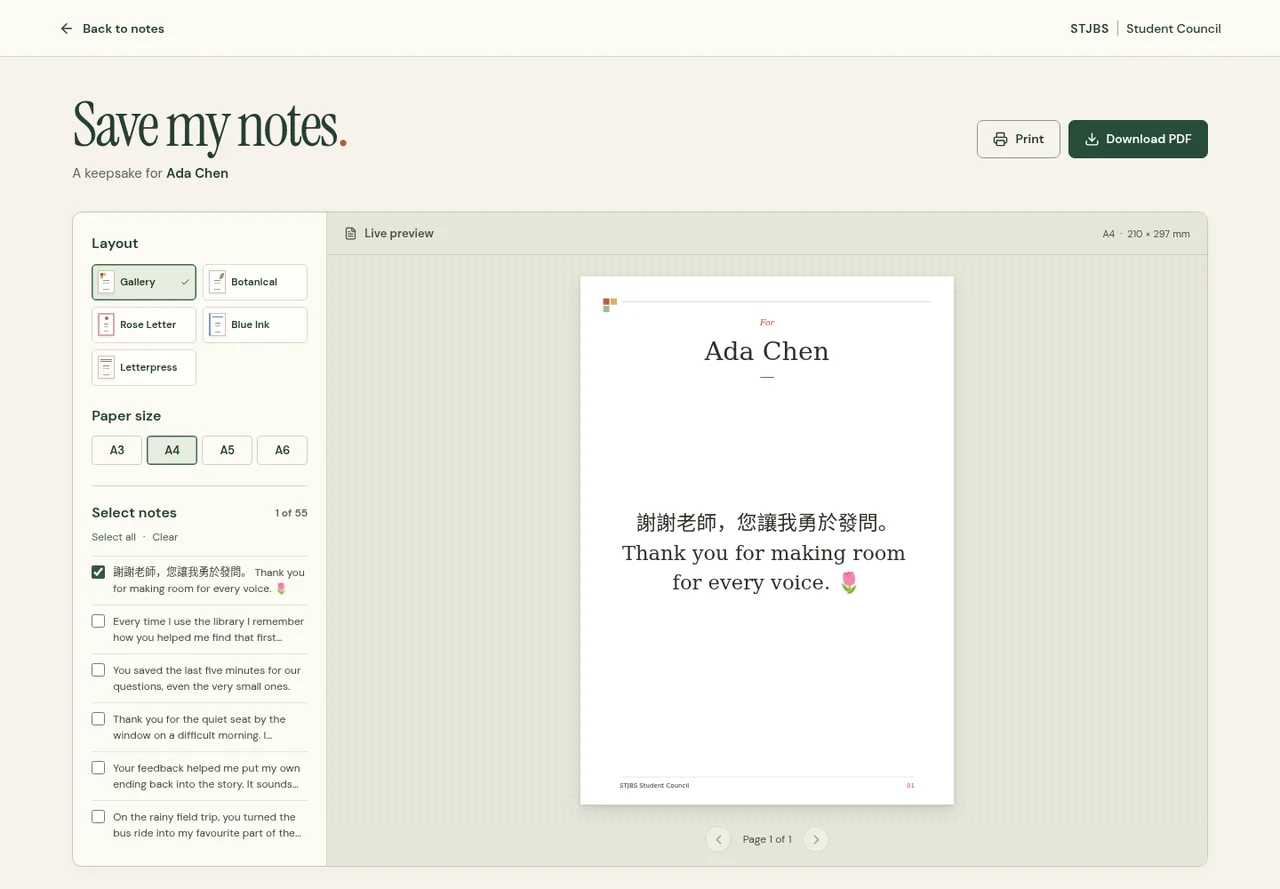 Back to notes
STJBS | Student Council
Save my notes.
A keepsake for Ada Chen
Print
Download PDF
Layout
Gallery
Botanical
Rose Letter
Blue Ink
Letterpress
Paper size
A3
A4
A5
A6
Select notes
1 of 55
Select all · Clear
謝謝老師，您讓我勇於發問。 Thank you
for making room for every voice. 🌷
Every time I use the library I remember
how you helped me find that first…
You saved the last five minutes for our
questions, even the very small ones.
Thank you for the quiet seat by the
window on a difficult morning. I…
Your feedback helped me put my own
ending back into the story. It sounds…
On the rainy field trip, you turned the
bus ride into my favourite part of the…
Live preview
A4 · 210 × 297 mm
For
Ada Chen
謝謝老師，您讓我勇於發問。
Thank you for making room
for every voice. 🌷
STJBS Student Council
01
Page 1 of 1